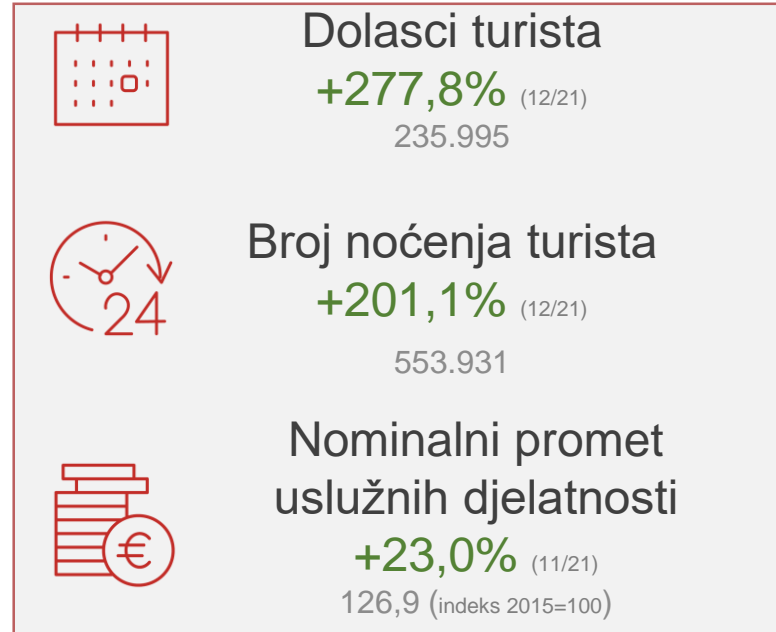 Dolasci turista
+277,8% (12/21)
235.995
Broj noćenja turista
+201,1% (12/21)
24
553.931
Nominalni promet
uslužnih djelatnosti
+23,0% (11/21)
€
126,9 (indeks 2015=100)